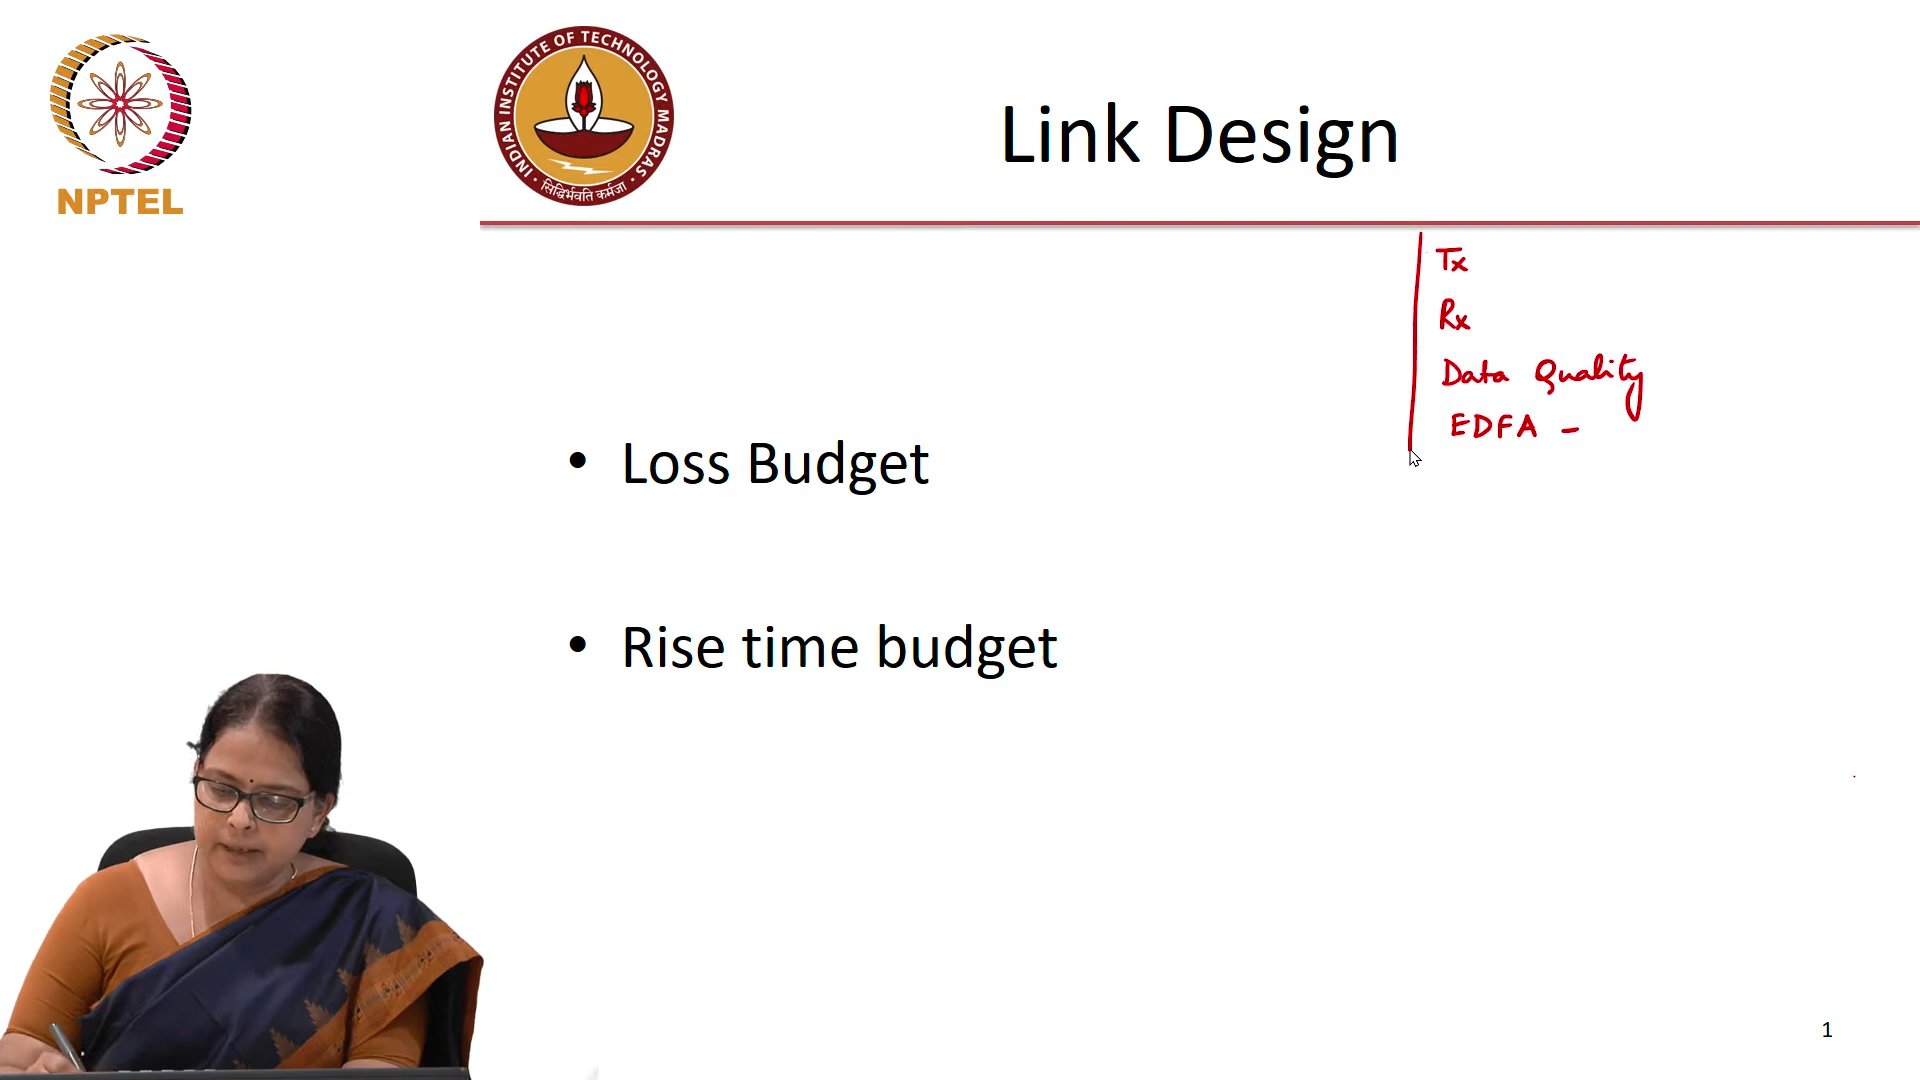 NPTEL
INDIAN INSTITUTE OF TECHNOLOGY MADRAS
सिद्धिर्भवति कर्मजा
Link Design
Tx
Rx
Data Quality
EDFA -
• Loss Budget
• Rise time budget
1